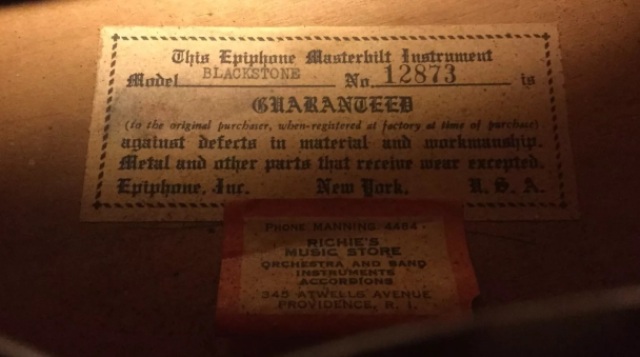 This Epiphone Masterbilt Instrument
Model BLACKSTONE No. 12873 is
GUARANTEED
(to the original purchaser, when registered at factory at time of purchase)
against defects in material and workmanship.
Metal and other parts that receive wear excepted.
Epiphone, Inc. New York. U. S. A.
PHONE MANNING 4464
RICHIE'S
MUSIC STORE
ORCHESTRA AND BAND
INSTRUMENTS
ACCORDIONS
345 ATWELLS AVENUE
PROVIDENCE, R. I.